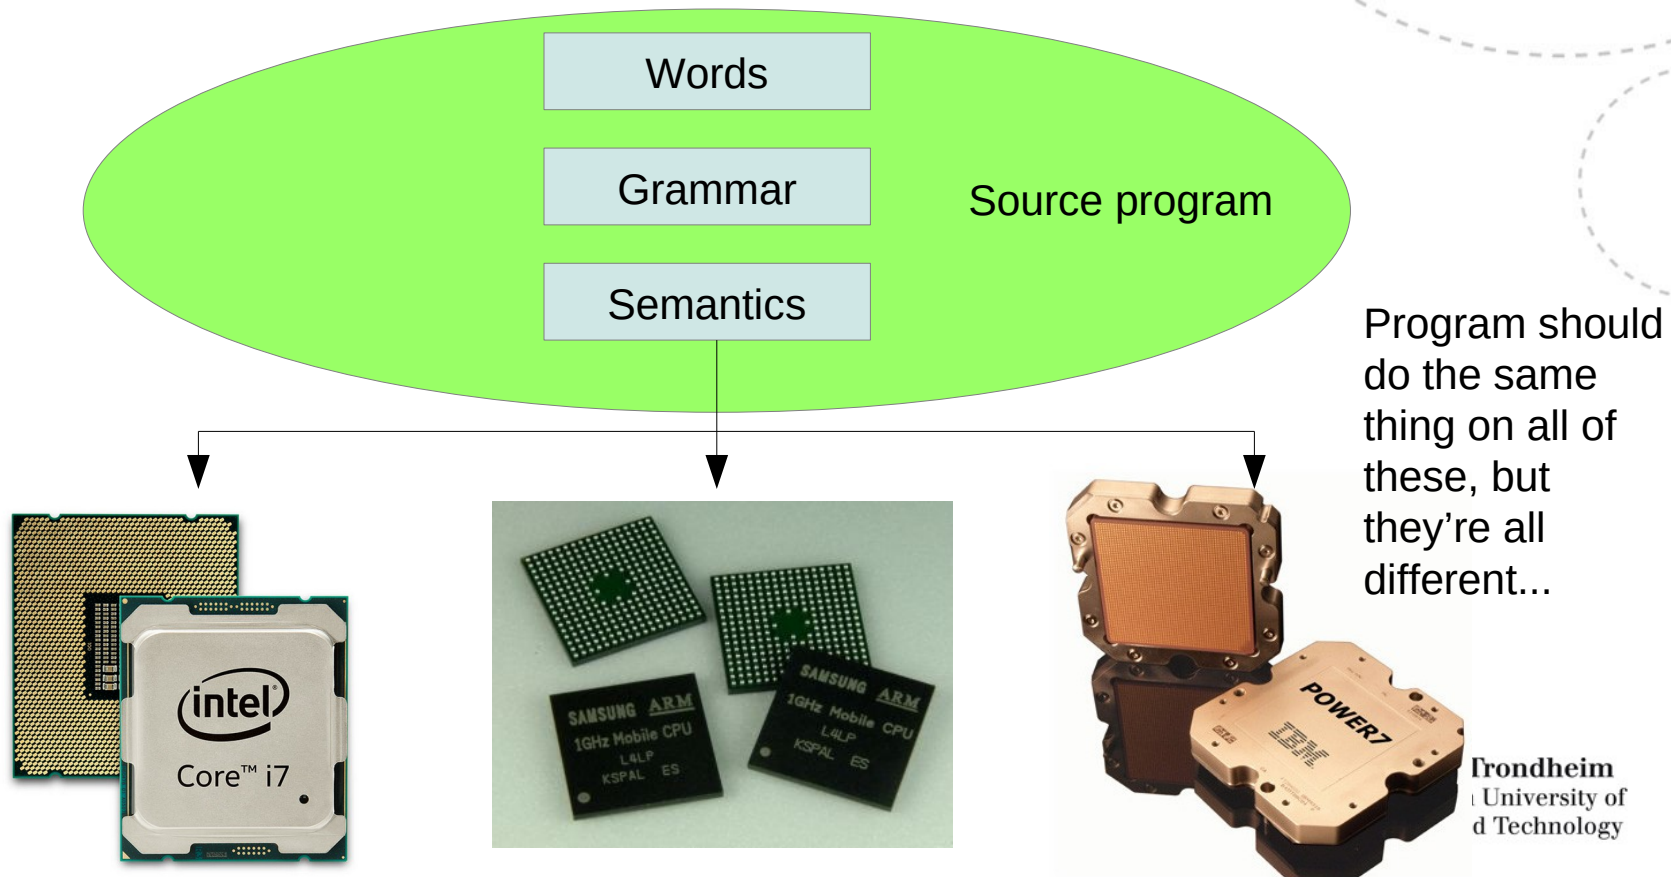 Words
Grammar
Source program
Semantics
Program should
do the same
thing on all of
these, but
they're all
different...
intel
Core™ i7
SAMSUNG ARM
1GHz Mobile CPU
L4LP
KSPAL ES
SAMSUNG ARM
1GHz Mobile CPU
L4LP
KSPAL ES
POWER7
IBM
Trondheim
University of
d Technology